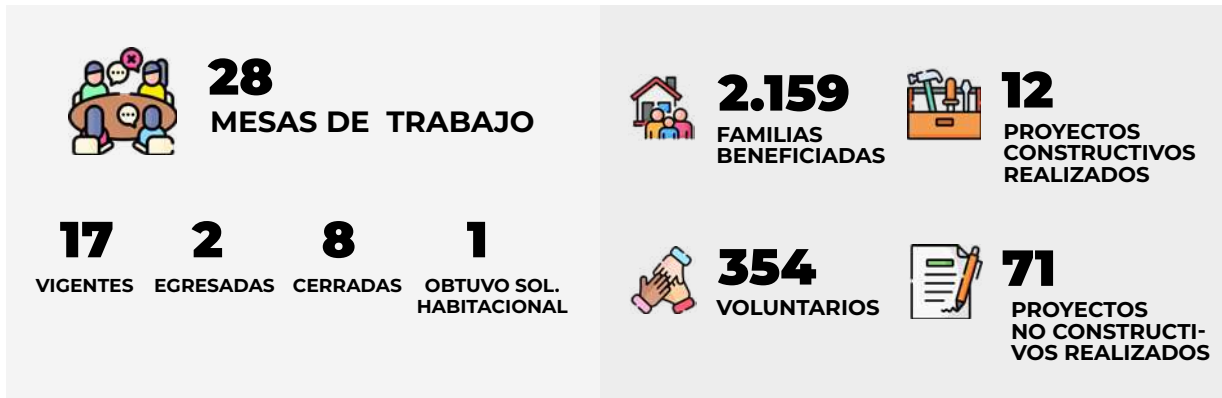 28
MESAS DE TRABAJO
17
VIGENTES
2
EGRESADAS
8
CERRADAS
1
OBTUVO SOL.
HABITACIONAL
2.159
FAMILIAS
BENEFICIADAS
12
PROYECTOS
CONSTRUCTIVOS
REALIZADOS
354
VOLUNTARIOS
71
PROYECTOS
NO CONSTRUCTI-
VOS REALIZADOS